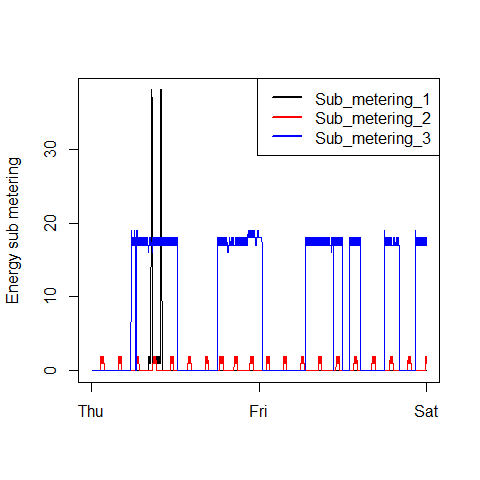 Sub_metering_1
Sub_metering_2
Sub_metering_3
Energy sub metering
30
20
10
0
Thu Fri Sat